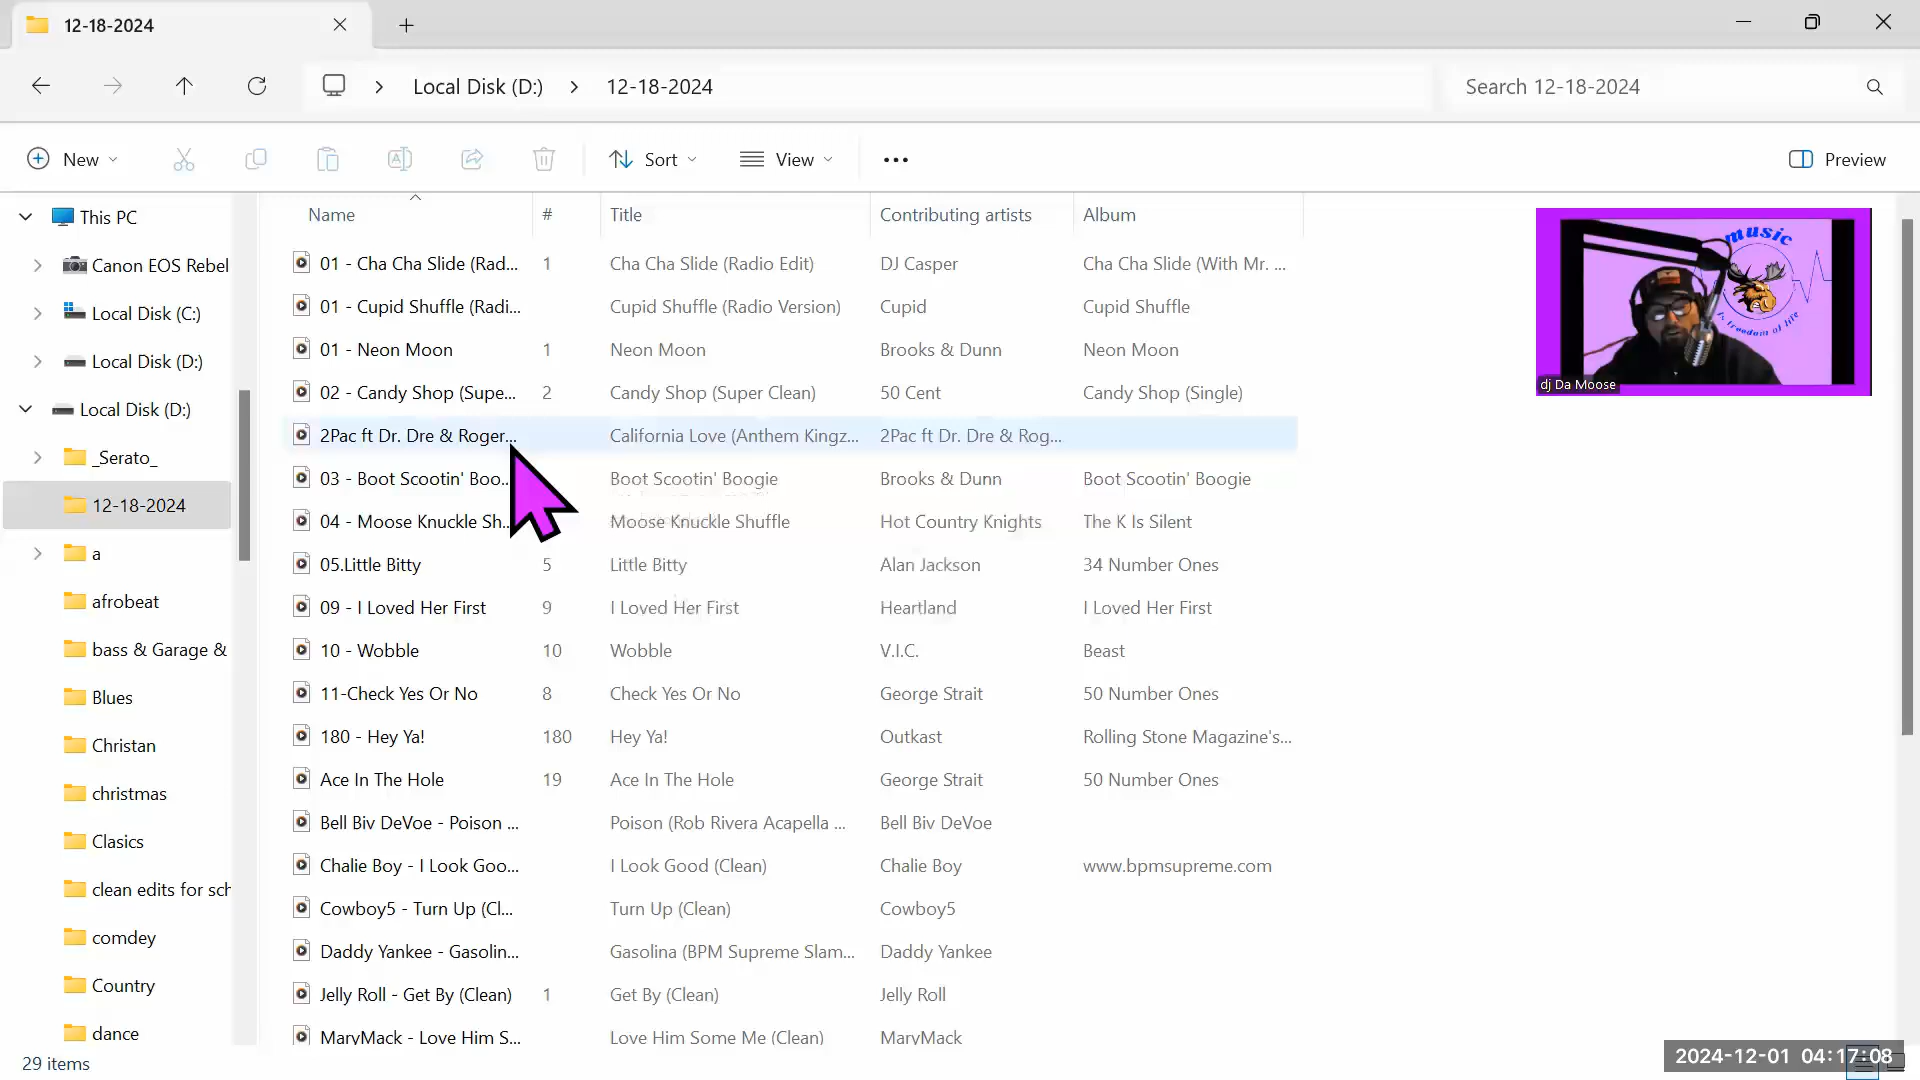 12-18-2024
Local Disk (D:) > 12-18-2024
Search 12-18-2024
New
Sort
View
Preview
This PC
Canon EOS Rebel
Local Disk (C:)
Local Disk (D:)
Local Disk (D:)
_Serato_
12-18-2024
a
afrobeat
bass & Garage &
Blues
Christan
christmas
Clasics
clean edits for sch
comdey
Country
dance
Name # Title Contributing artists Album
01 - Cha Cha Slide (Rad... 1 Cha Cha Slide (Radio Edit) DJ Casper Cha Cha Slide (With Mr. ...
01 - Cupid Shuffle (Radi... Cupid Shuffle (Radio Version) Cupid Cupid Shuffle
01 - Neon Moon 1 Neon Moon Brooks & Dunn Neon Moon
02 - Candy Shop (Supe... 2 Candy Shop (Super Clean) 50 Cent Candy Shop (Single)
2Pac ft Dr. Dre & Roger... California Love (Anthem Kingz... 2Pac ft Dr. Dre & Rog...
03 - Boot Scootin' Boo... Boot Scootin' Boogie Brooks & Dunn Boot Scootin' Boogie
04 - Moose Knuckle Sh... Moose Knuckle Shuffle Hot Country Knights The K Is Silent
05.Little Bitty 5 Little Bitty Alan Jackson 34 Number Ones
09 - I Loved Her First 9 I Loved Her First Heartland I Loved Her First
10 - Wobble 10 Wobble V.I.C. Beast
11-Check Yes Or No 8 Check Yes Or No George Strait 50 Number Ones
180 - Hey Ya! 180 Hey Ya! Outkast Rolling Stone Magazine's...
Ace In The Hole 19 Ace In The Hole George Strait 50 Number Ones
Bell Biv DeVoe - Poison ... Poison (Rob Rivera Acapella ... Bell Biv DeVoe
Chalie Boy - I Look Goo... I Look Good (Clean) Chalie Boy www.bpmsupreme.com
Cowboy5 - Turn Up (Cl... Turn Up (Clean) Cowboy5
Daddy Yankee - Gasolin... Gasolina (BPM Supreme Slam... Daddy Yankee
Jelly Roll - Get By (Clean) 1 Get By (Clean) Jelly Roll
MaryMack - Love Him S... Love Him Some Me (Clean) MaryMack
music
Is freedom of life
dj Da Moose
29 items
2024-12-01 04:17:08